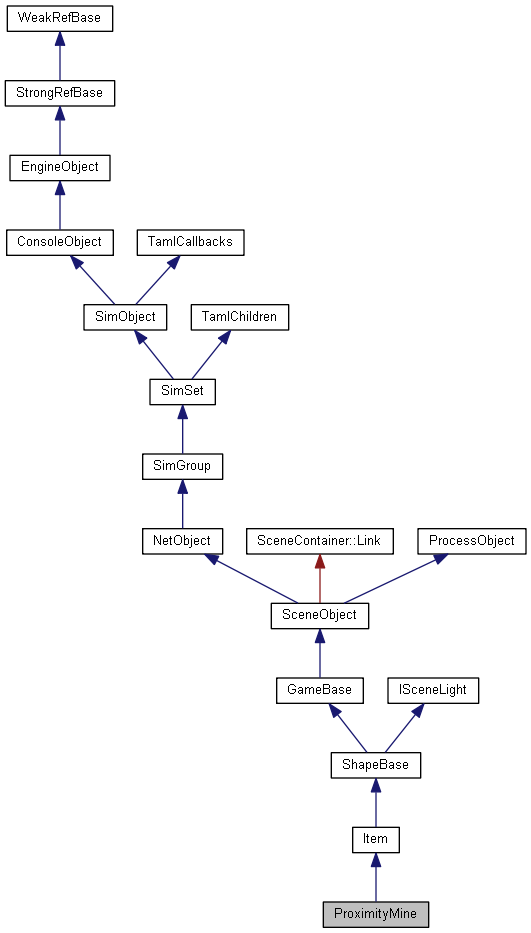 WeakRefBase
StrongRefBase
EngineObject
ConsoleObject TamlCallbacks
SimObject TamlChildren
SimSet
SimGroup
NetObject SceneContainer::Link ProcessObject
SceneObject
GameBase ISceneLight
ShapeBase
Item
ProximityMine